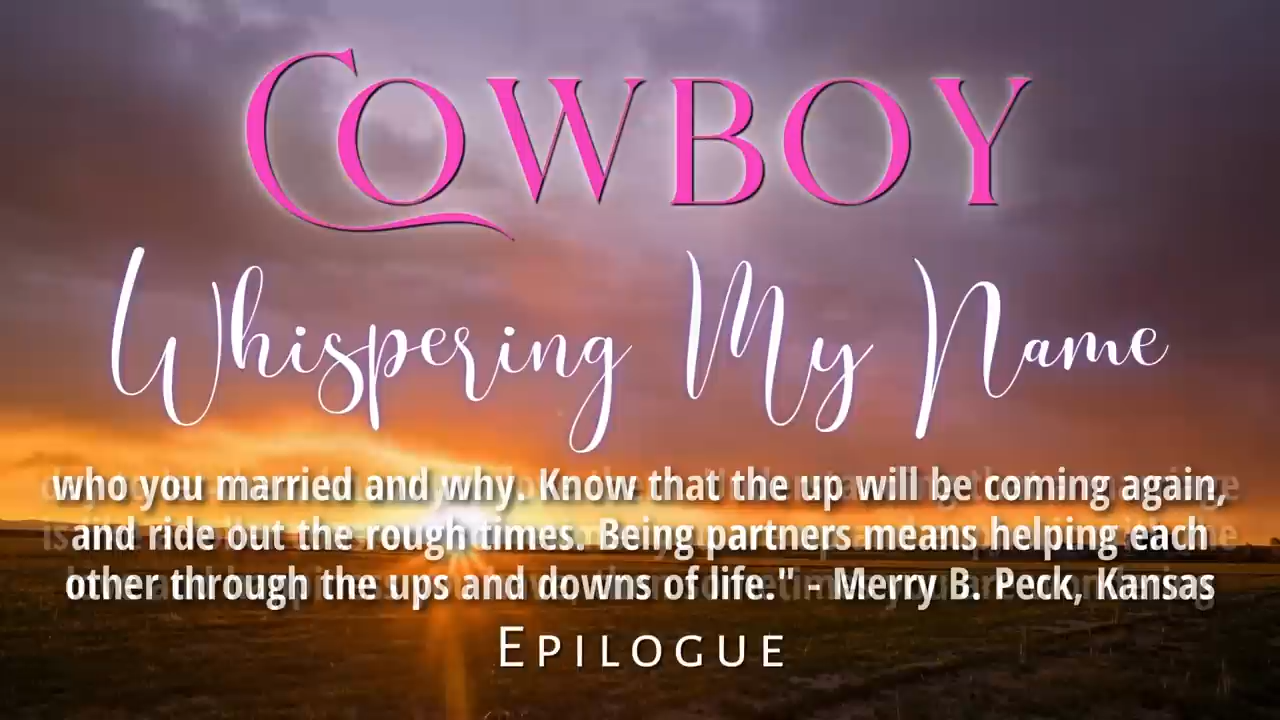 COWBOY
Whispering My Name
who you married and why. Know that the up will be coming again,
and ride out the rough times. Being partners means helping each
other through the ups and downs of life." - Merry B. Peck, Kansas
EPILOGUE